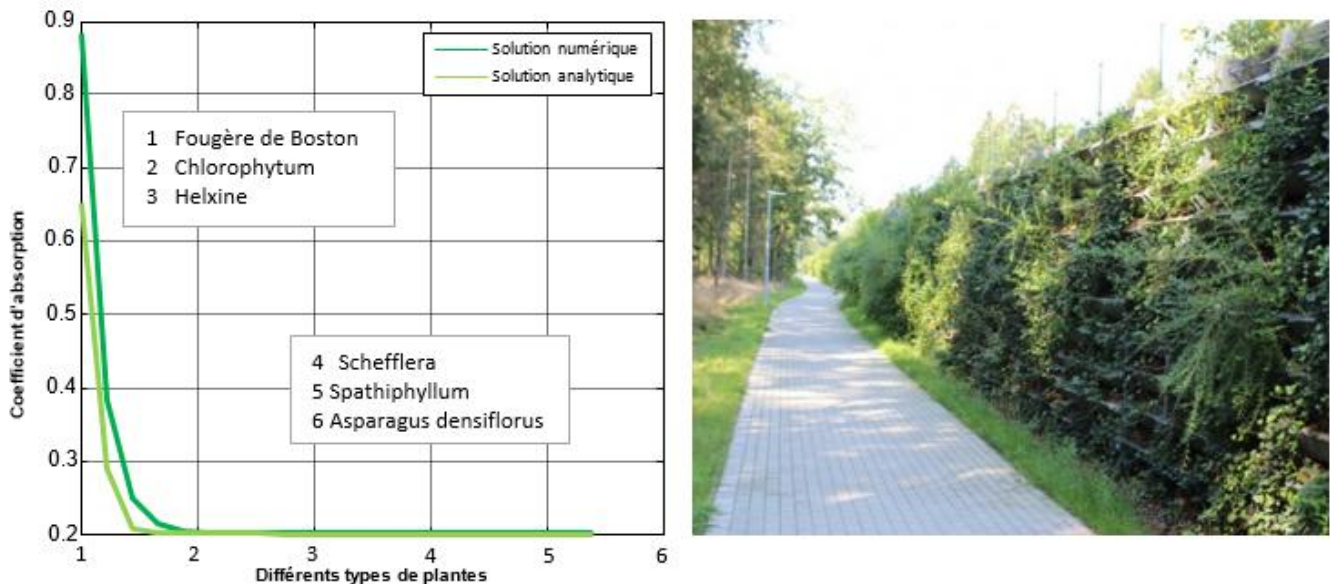 0.9
Solution numérique
Solution analytique
0.8
1 Fougère de Boston
2 Chlorophytum
3 Helxine
0.7
0.6
0.5
4 Schefflera
5 Spathiphyllum
6 Asparagus densiflorus
0.4
0.3
0.2
Coefficient d'absorption
1 2 3 4 5 6
Différents types de plantes